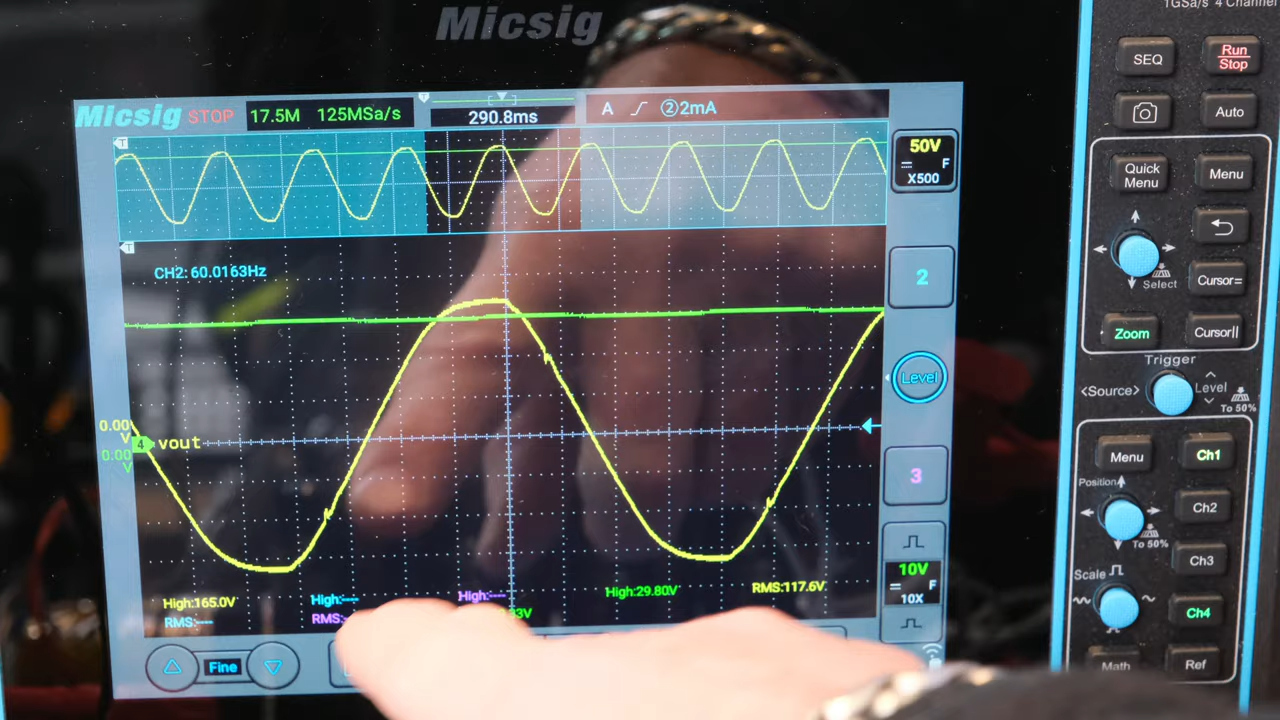 Micsig
1GSa/s 4 Channel
Micsig STOP 17.5M 125MSa/s
T
290.8ms
A ②2mA
T
50V
F
X500
T
CH2: 60.0163Hz
2
Level
0.00
V
4 vout
0.00
V
3
10V
F
10X
High:165.0V
High:---
High:---
High:29.80V
RMS:117.6V
RMS:---
RMS:
33V
Fine
SEQ
Run
Stop
Auto
Quick
Menu
Menu
Select
Cursor=
Zoom
Cursor||
Trigger
<Source>
Level
To 50%
Menu
Ch1
Position
Ch2
To 50%
Ch3
Scale
Ch4
Math
Ref